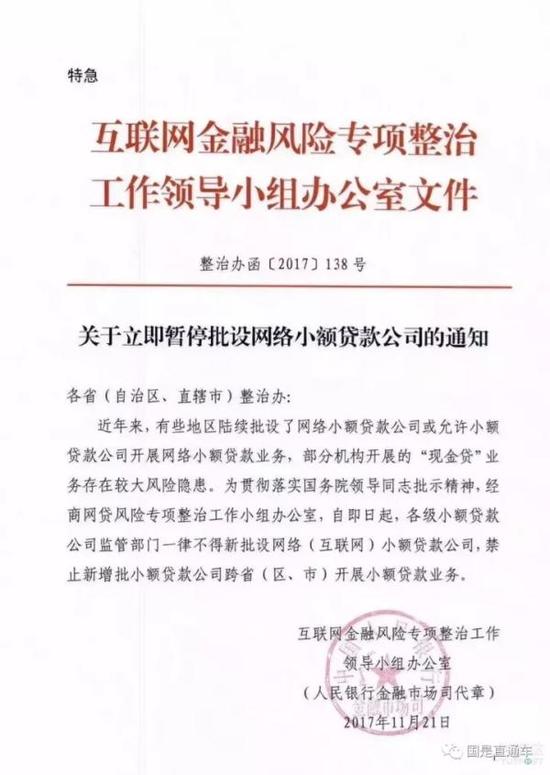 特急
互联网金融风险专项整治
工作领导小组办公室文件
整治办函〔2017〕138号
关于立即暂停批设网络小额贷款公司的通知
各省（自治区、直辖市）整治办：
近年来，有些地区陆续批设了网络小额贷款公司或允许小额
贷款公司开展网络小额贷款业务，部分机构开展的“现金贷”业
务存在较大风险隐患。为贯彻落实国务院领导同志批示精神，经
商网贷风险专项整治工作小组办公室，自即日起，各级小额贷款
公司监管部门一律不得新批设网络（互联网）小额贷款公司，禁
止新增批小额贷款公司跨省（区、市）开展小额贷款业务。
互联网金融风险专项整治工作
领导小组办公室
（人民银行金融市场司代章）
2017年11月21日
中国人民银行
金融市场司
国是直通车